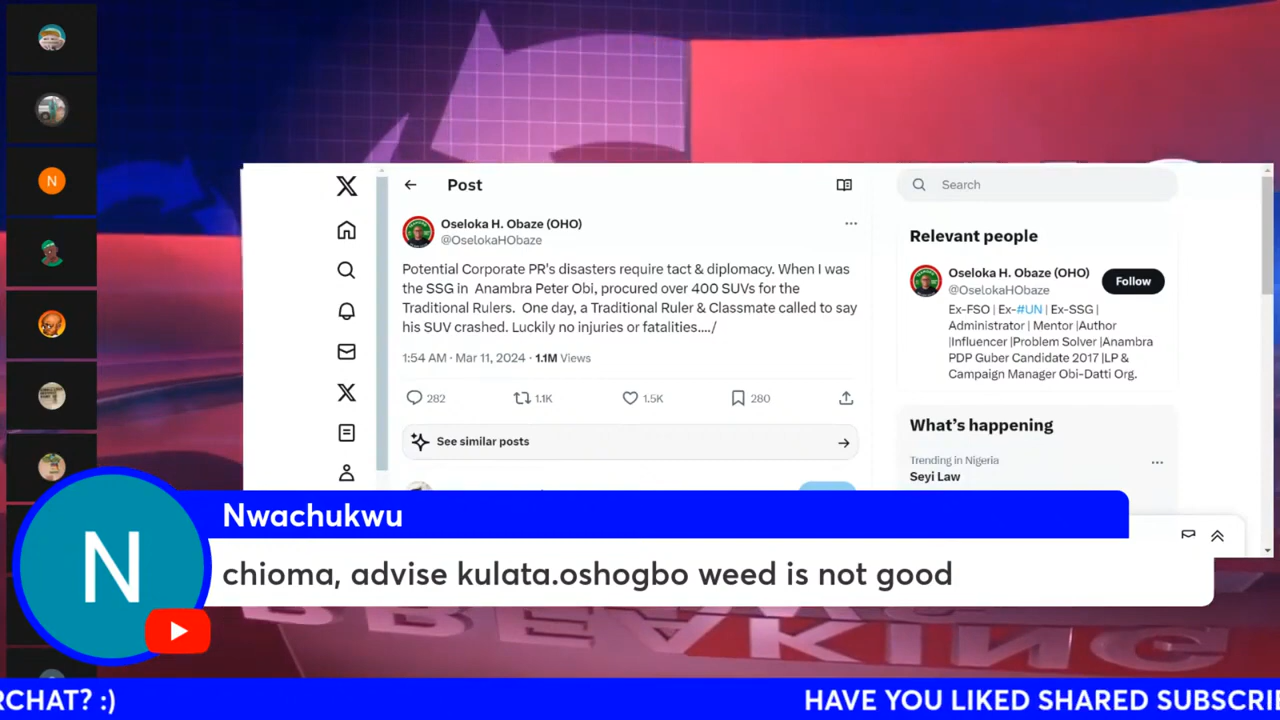 N
Post
Search
Oseloka H. Obaze (OHO)
@OselokaHObaze
Potential Corporate PR's disasters require tact & diplomacy. When I was
the SSG in Anambra Peter Obi, procured over 400 SUVs for the
Traditional Rulers. One day, a Traditional Ruler & Classmate called to say
his SUV crashed. Luckily no injuries or fatalities..../
1:54 AM · Mar 11, 2024 · 1.1M Views
282 1.1K 1.5K 280
See similar posts
Relevant people
Oseloka H. Obaze (OHO)
@OselokaHObaze
Follow
Ex-FSO | Ex-#UN | Ex-SSG |
Administrator | Mentor |Author
|Influencer |Problem Solver |Anambra
PDP Guber Candidate 2017 |LP &
Campaign Manager Obi-Datti Org.
What's happening
Trending in Nigeria
Seyi Law
N
Nwachukwu
chioma, advise kulata.oshogbo weed is not good
BREAKING
RCHAT? :)
HAVE YOU LIKED SHARED SUBSCRI